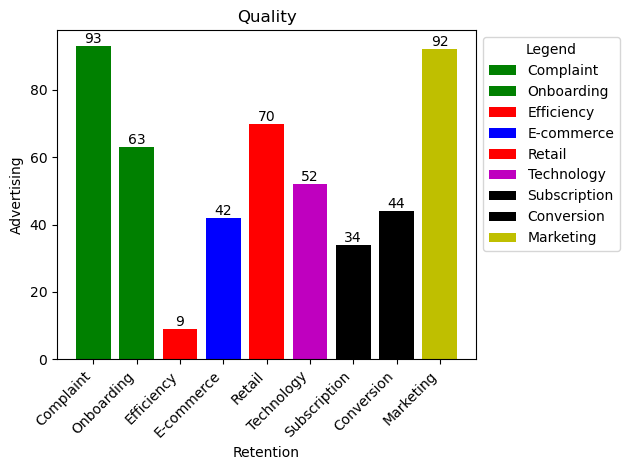 Quality
93
63
9
42
70
52
34
44
92
80
60
40
20
0
Advertising
Complaint
Onboarding
Efficiency
E-commerce
Retail
Technology
Subscription
Conversion
Marketing
Retention
Legend
Complaint
Onboarding
Efficiency
E-commerce
Retail
Technology
Subscription
Conversion
Marketing